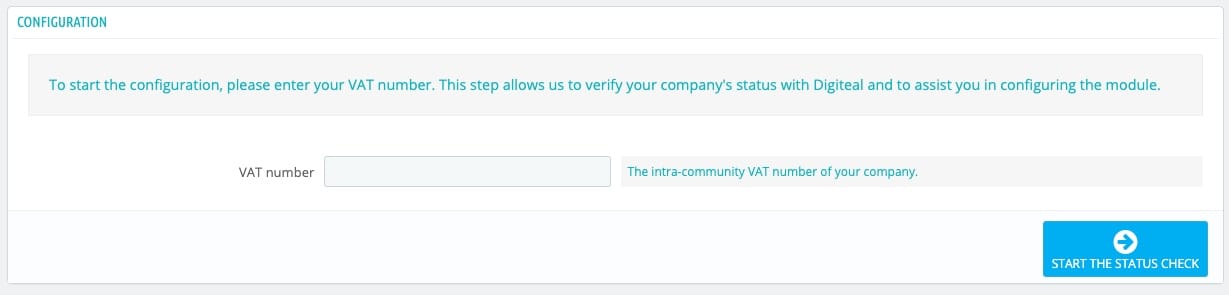 CONFIGURATION
To start the configuration, please enter your VAT number. This step allows us to verify your company's status with Digiteal and to assist you in configuring the module.
VAT number
The intra-community VAT number of your company.
START THE STATUS CHECK